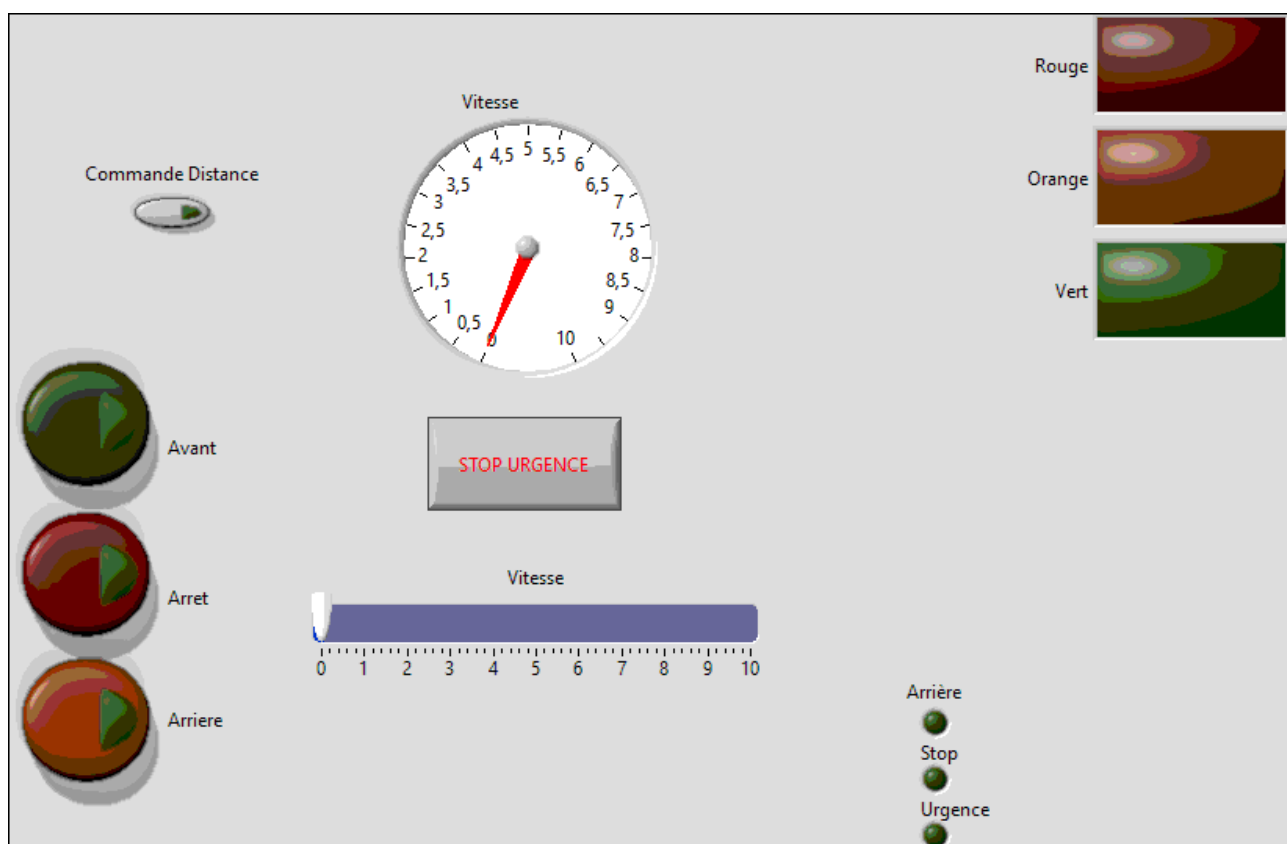 Rouge
Vitesse
Commande Distance
Orange
0
0,5
1
1,5
2
2,5
3
3,5
4
4,5
5
5,5
6
6,5
7
7,5
8
8,5
9
10
Vert
Avant
STOP URGENCE
Vitesse
Arret
0 1 2 3 4 5 6 7 8 9 10
Arriere
Arrière
Stop
Urgence